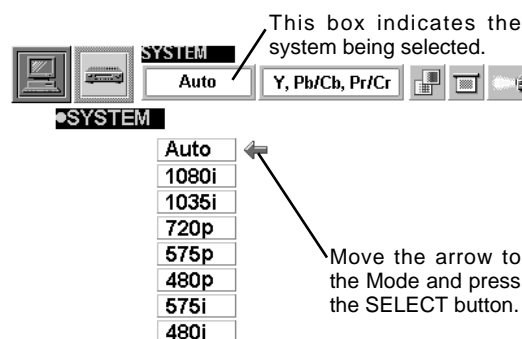 This box indicates the
system being selected.
SYSTEM
Auto
Y, Pb/Cb, Pr/Cr
●SYSTEM
Auto
1080i
1035i
720p
575p
480p
575i
480i
Move the arrow to
the Mode and press
the SELECT button.